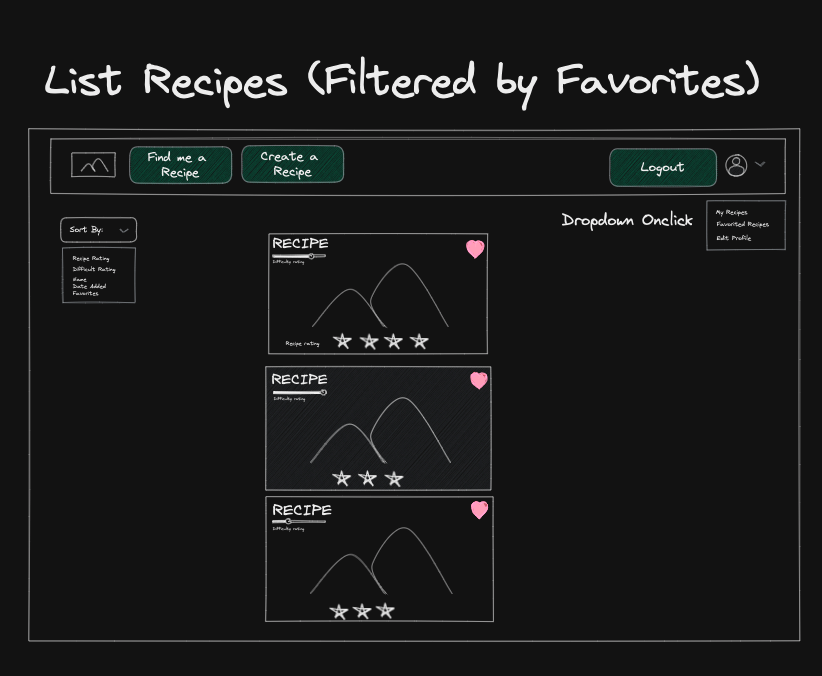 List Recipes (Filtered by Favorites)
Find me a
Recipe
Create a
Recipe
Logout
Dropdown Onclick
My Recipes
Favorited Recipes
Edit Profile
Sort By:
Recipe Rating
Difficult Rating
Name
Date Added
Favorites
RECIPE
Difficulty rating
Recipe rating
RECIPE
Difficulty rating
RECIPE
Difficulty rating